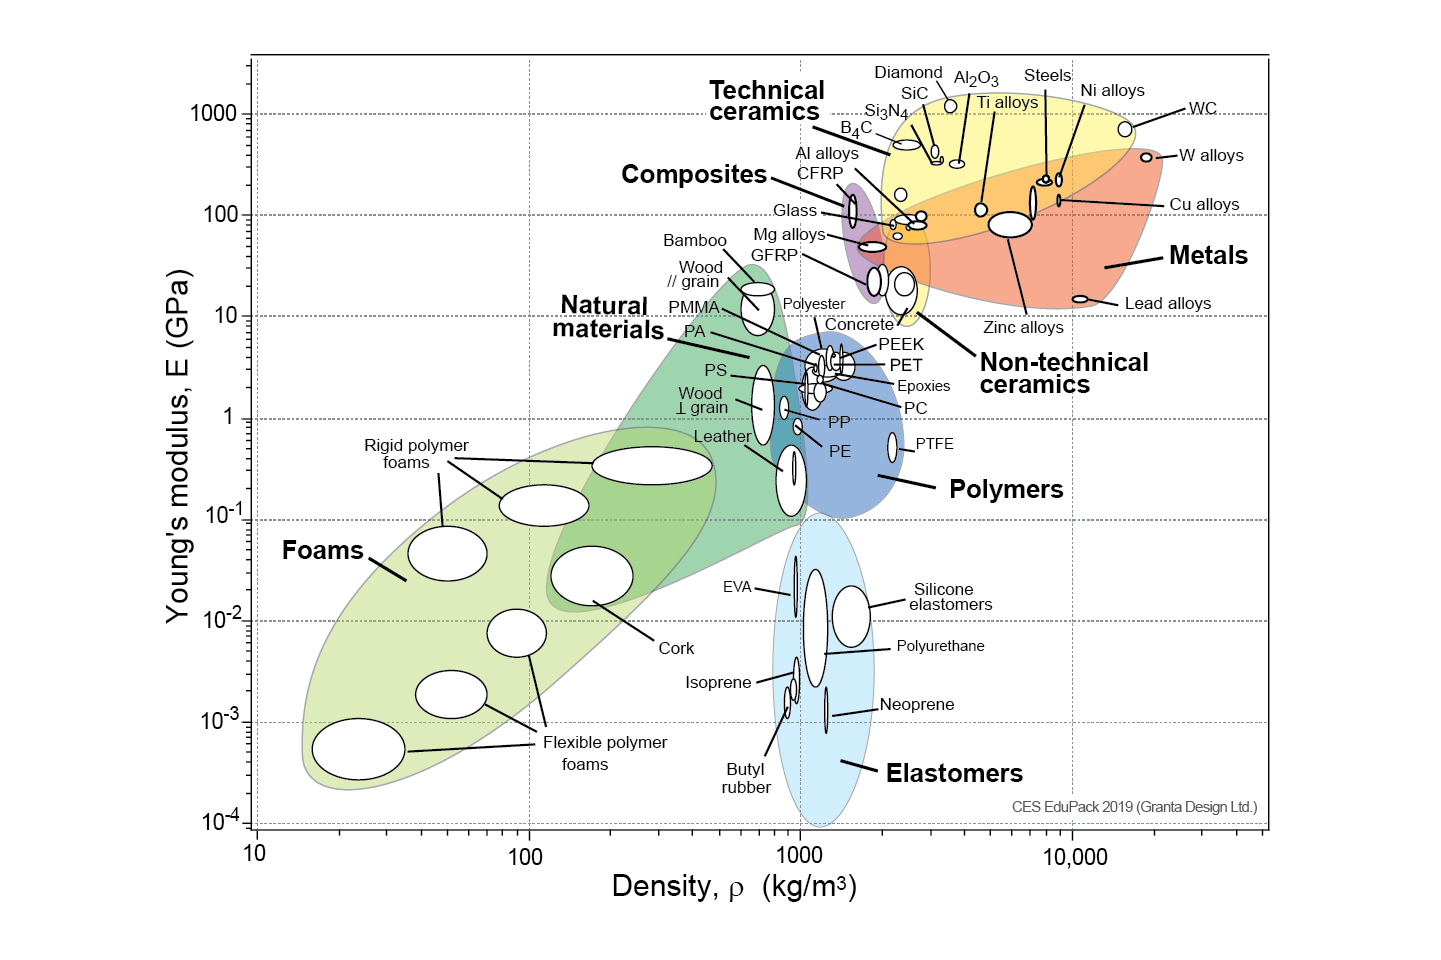 Young's modulus, E (GPa)
1000
100
10
1
10-1
10-2
10-3
10-4
10
100
1000
10,000
Density, ρ (kg/m3)
Technical
ceramics
Diamond
Al2O3
Steels
SiC
Ti alloys
Ni alloys
Si3N4
WC
B4C
Al alloys
W alloys
CFRP
Composites
Glass
Cu alloys
Mg alloys
GFRP
Metals
Bamboo
Wood
// grain
Natural
materials
PMMA
Polyester
Lead alloys
PA
Concrete
Zinc alloys
PEEK
PET
Non-technical
ceramics
PS
Epoxies
Wood
⊥ grain
PC
PP
Leather
PE
PTFE
Rigid polymer
foams
Polymers
Foams
EVA
Silicone
elastomers
Cork
Polyurethane
Isoprene
Neoprene
Flexible polymer
foams
Butyl
rubber
Elastomers
CES EduPack 2019 (Granta Design Ltd.)